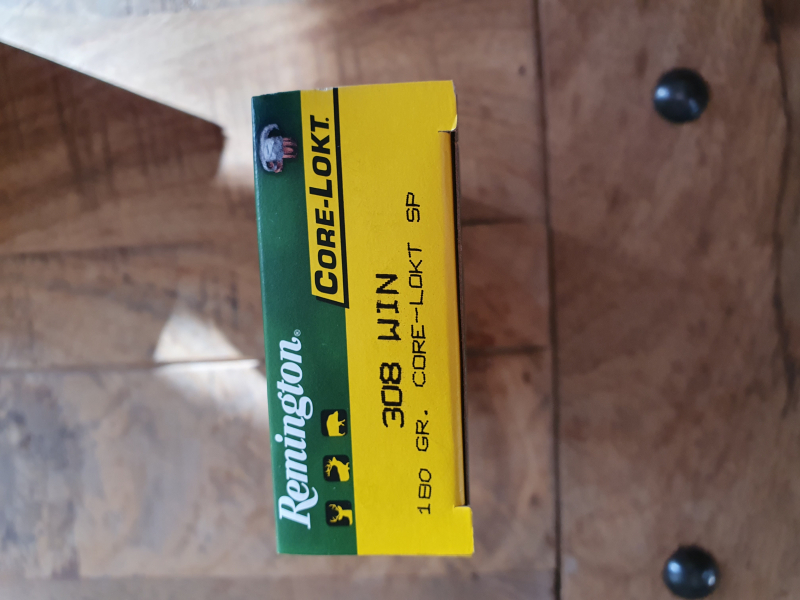 Remington®
CORE-LOKT.
308 WIN
180 GR. CORE-LOKT SP